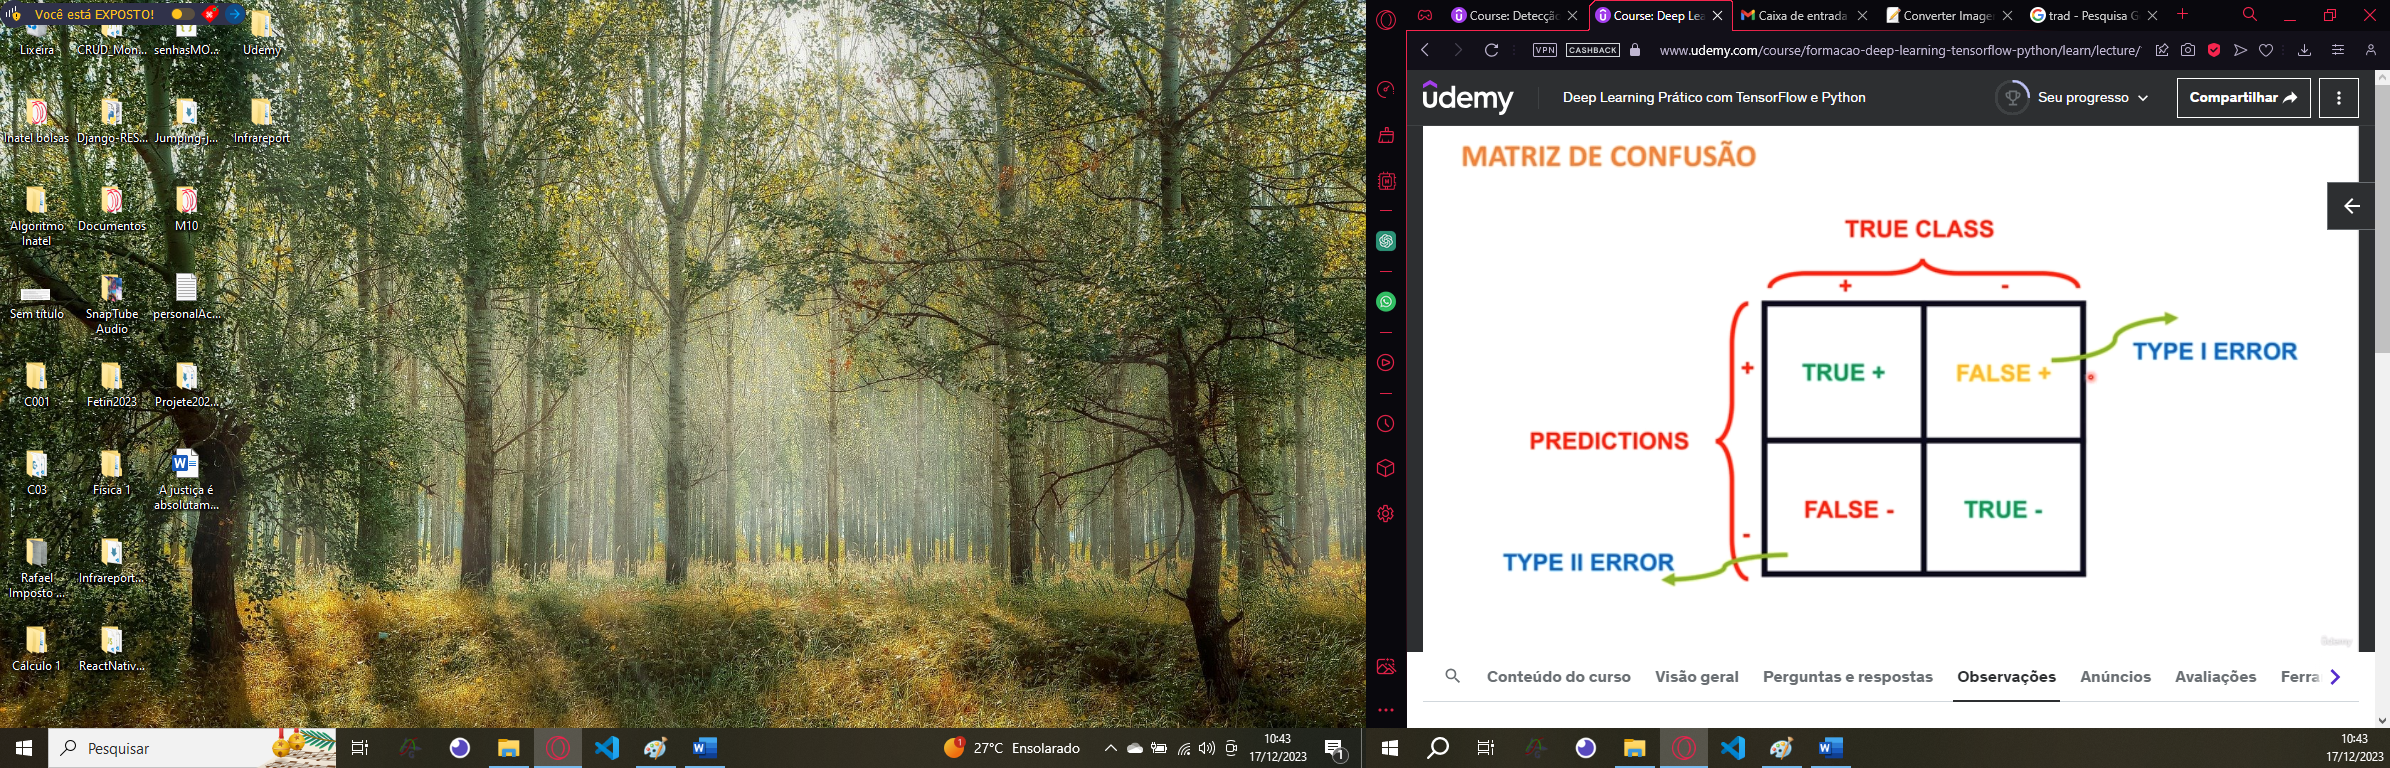 Você está EXPOSTO!
Lixeira
CRUD_Mon...
senhasMO...
Udemy
Inatel bolsas
Django-RES...
Jumping-j...
Infrareport
Algoritmo
Inatel
Documentos
M10
Sem título
SnapTube
Audio
personalAc...
C001
Fetin2023
Projete202...
C03
Física 1
A justiça é
absolutam...
Rafael
Imposto ...
Infrareport...
Cálculo 1
ReactNativ...
Pesquisar
27°C Ensolarado
10:43
17/12/2023
1
Course: Detecçã
Course: Deep Lea
Caixa de entrada
Converter Image
trad - Pesquisa G
VPN
CASHBACK
www.udemy.com/course/formacao-deep-learning-tensorflow-python/learn/lecture/
udemy
Deep Learning Prático com TensorFlow e Python
Seu progresso
Compartilhar
MATRIZ DE CONFUSÃO
TRUE CLASS
+ -
TYPE I ERROR
+
TRUE +
FALSE +
PREDICTIONS
FALSE -
TRUE -
-
TYPE II ERROR
Udemy
Conteúdo do curso
Visão geral
Perguntas e respostas
Observações
Anúncios
Avaliações
Ferra
10:43
17/12/2023